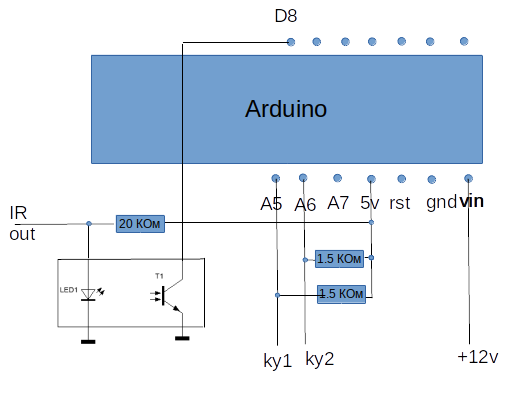 D8
Arduino
A5 A6 A7 5v rst gnd vin
IR
out
20 КОм
1.5 КОм
1.5 КОм
LED1
T1
ky1 ky2 +12v